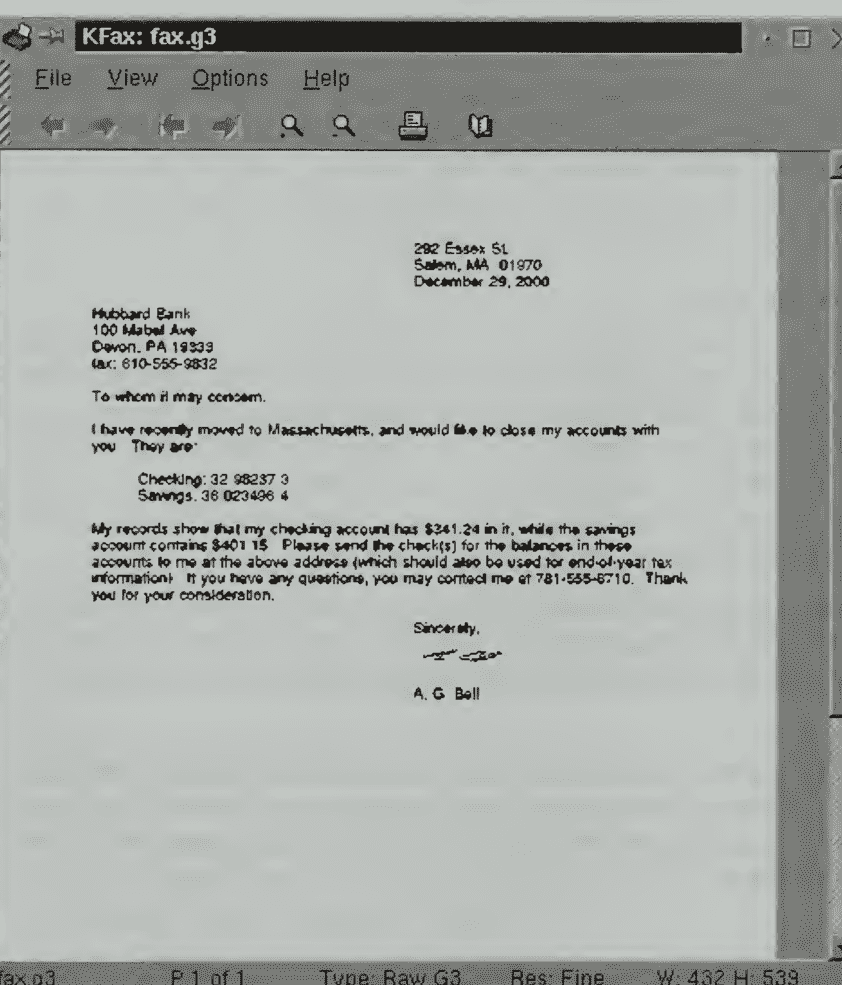 KFax: fax.g3
File View Options Help
292 Essex St.
Salem, MA 01970
December 29, 2000
Hubbard Bank
100 Mabel Ave
Devon, PA 19333
fax: 610-555-9832
To whom it may concern.
I have recently moved to Massachusetts, and would like to close my accounts with
you They are:
Checking: 32 98237 3
Savings. 36 023496 4
My records show that my checking account has $341.24 in it, while the savings
account contains $401 15 Please send the check(s) for the balances in these
accounts to me at the above address (which should also be used for end-of-year tax
information) If you have any questions, you may contact me at 781-555-6710. Thank
you for your consideration.
Sincerely,
A. G Bell
fax.g3 P 1 of 1 Type: Raw G3 Res: Fine W: 432 H: 539